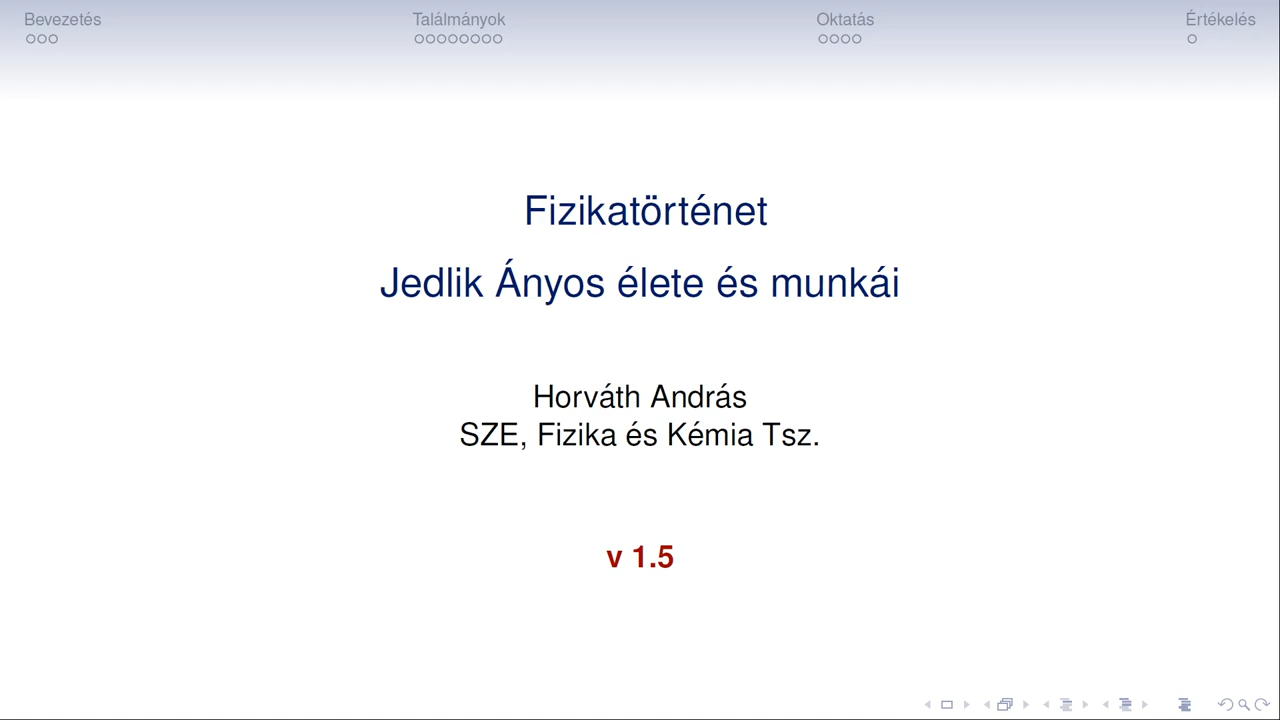 Bevezetés Találmányok Oktatás Értékelés
Fizikatörténet
Jedlik Ányos élete és munkái
Horváth András
SZE, Fizika és Kémia Tsz.
v 1.5